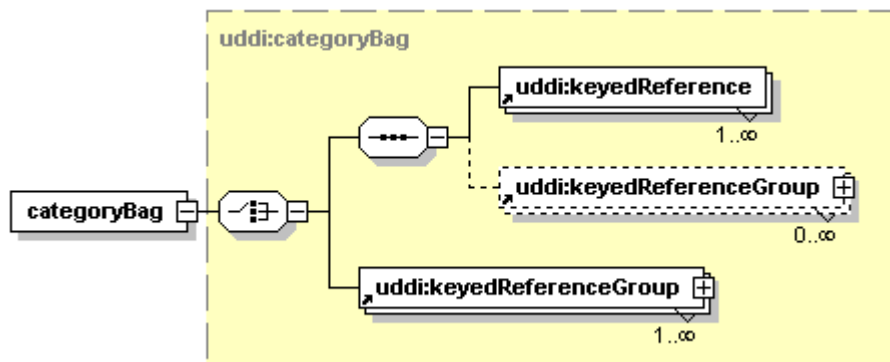 uddi:categoryBag
uddi:keyedReference
1..∞
uddi:keyedReferenceGroup
0..∞
categoryBag
uddi:keyedReferenceGroup
1..∞